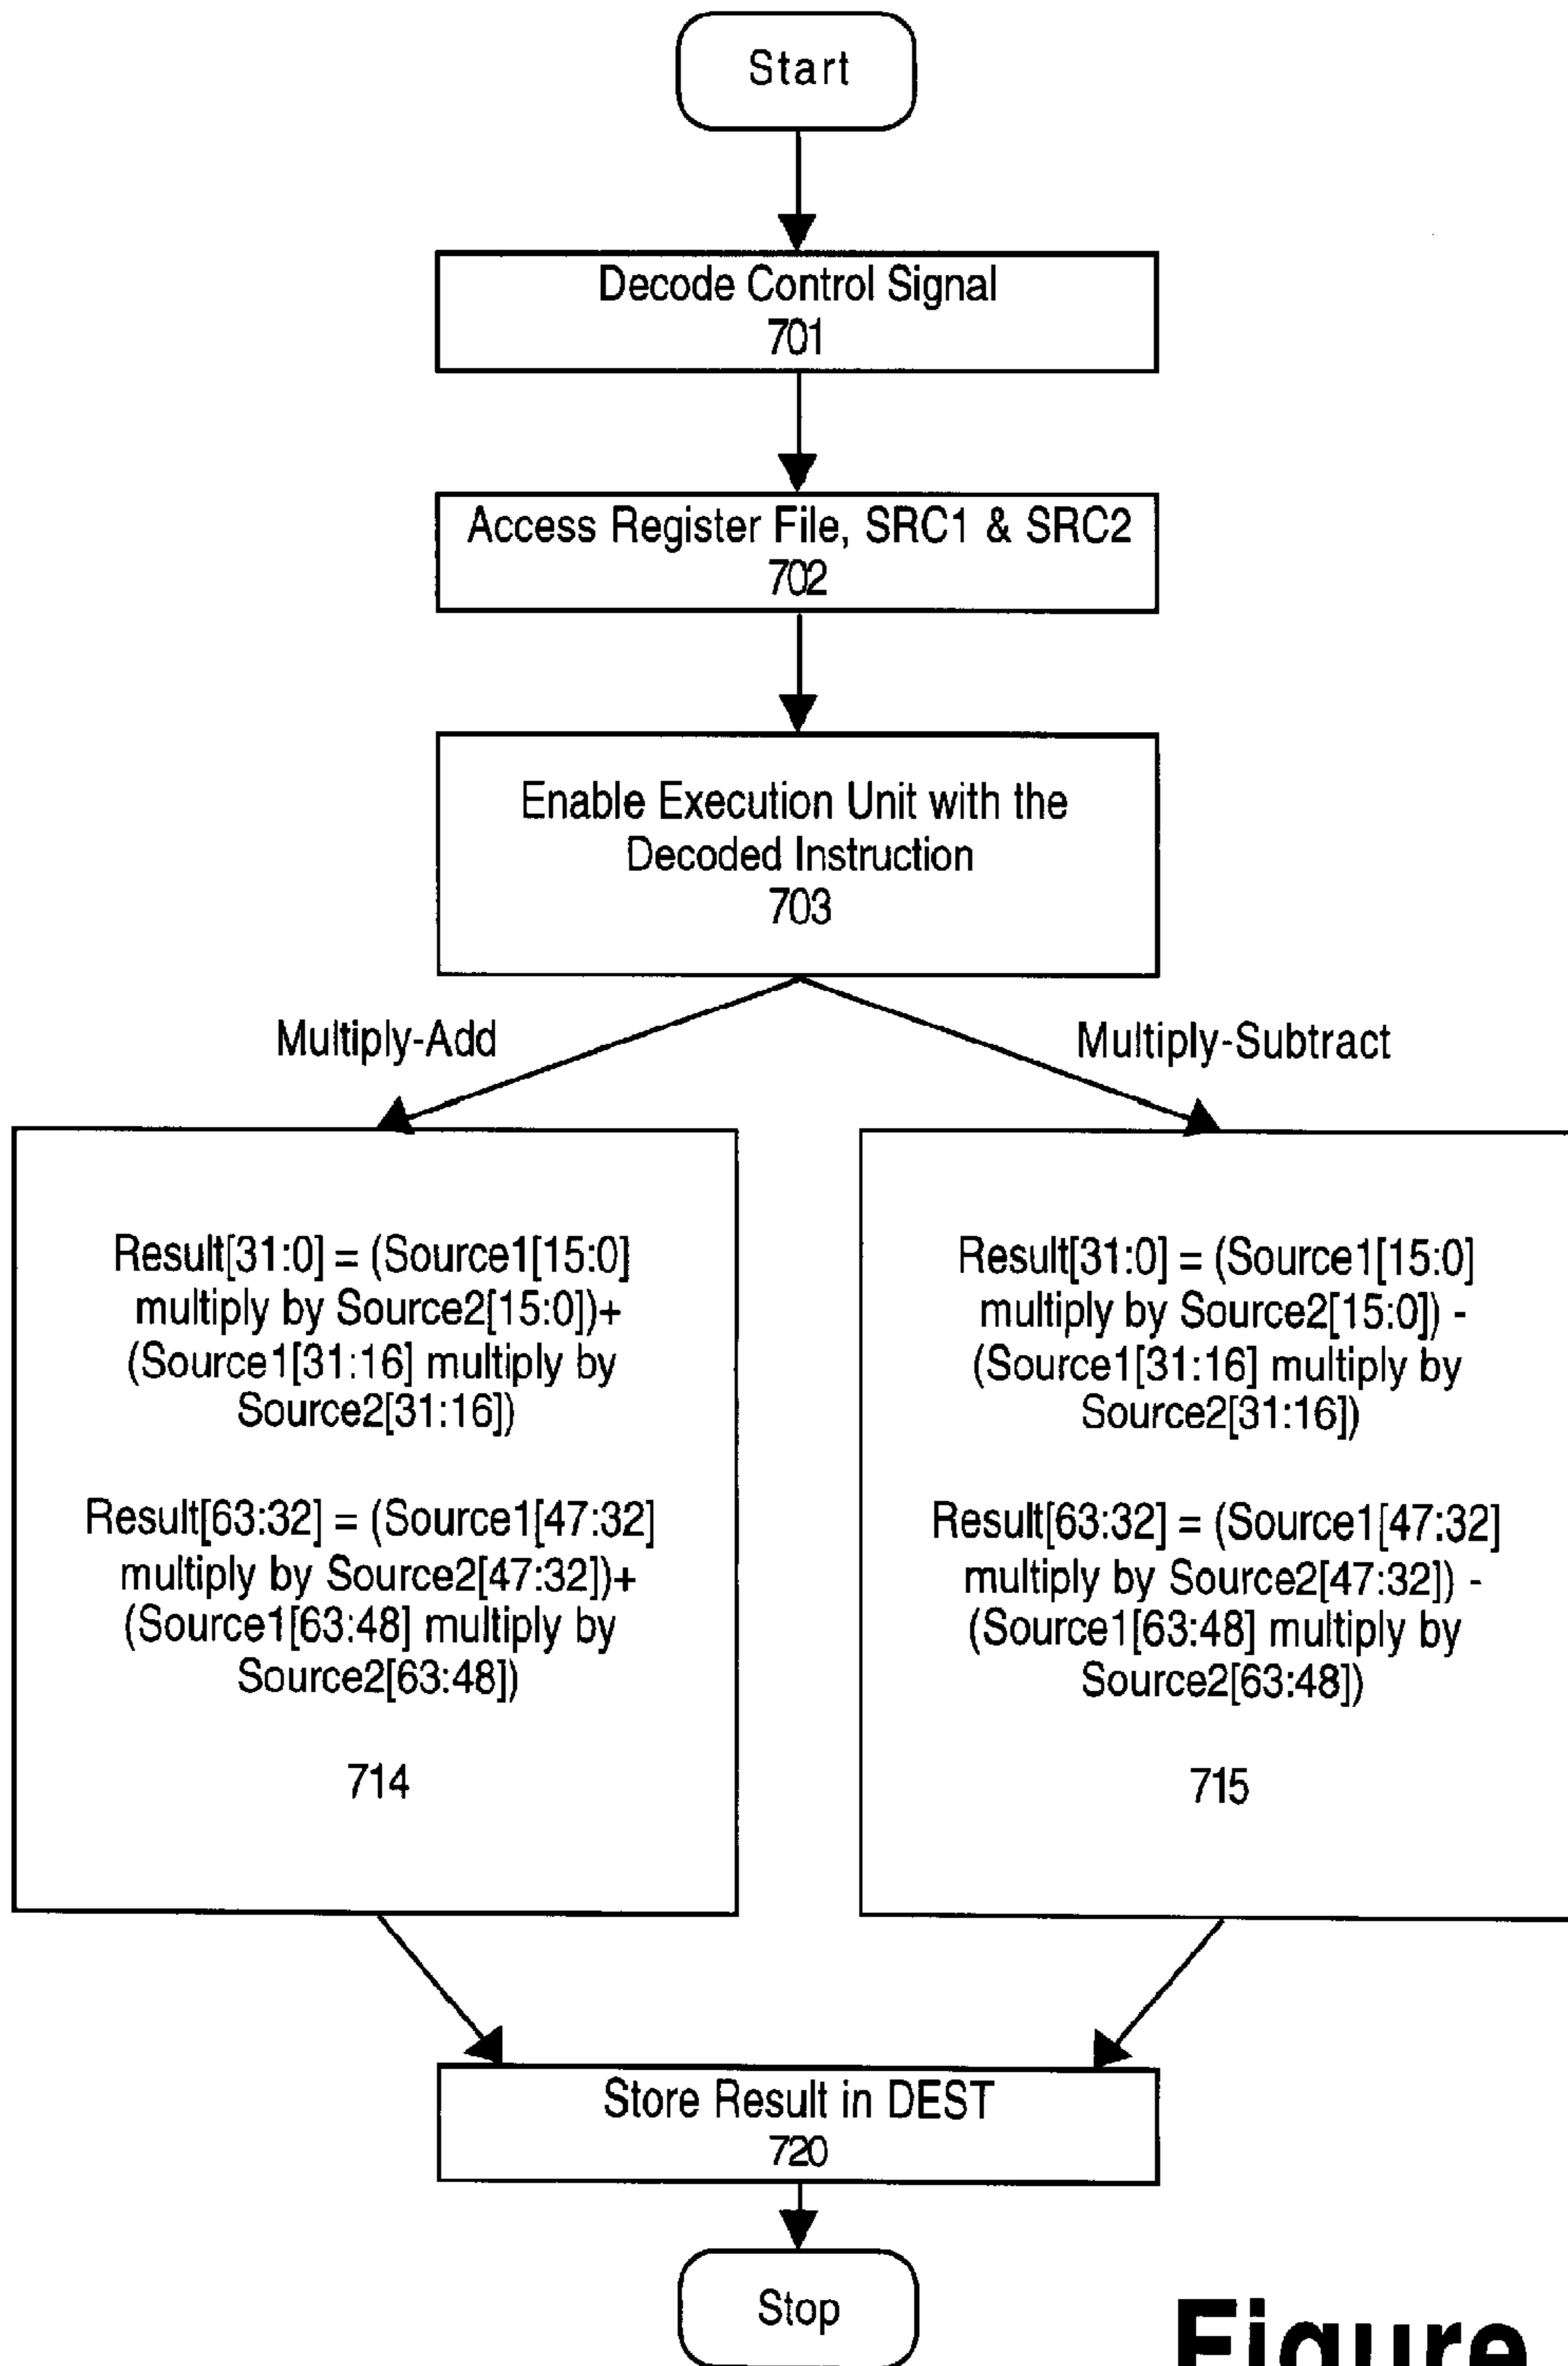 Start
Decode Control Signal
701
Access Register File, SRC1 & SRC2
702
Enable Execution Unit with the
Decoded Instruction
703
Multiply-Add
Multiply-Subtract
Result[31:0] = (Source1[15:0]
multiply by Source2[15:0])+
(Source1[31:16] multiply by
Source2[31:16])
Result[63:32] = (Source1[47:32]
multiply by Source2[47:32])+
(Source1[63:48] multiply by
Source2[63:48])
714
Result[31:0] = (Source1[15:0]
multiply by Source2[15:0]) -
(Source1[31:16] multiply by
Source2[31:16])
Result[63:32] = (Source1[47:32]
multiply by Source2[47:32]) -
(Source1[63:48] multiply by
Source2[63:48])
715
Store Result in DEST
720
Stop
Figure